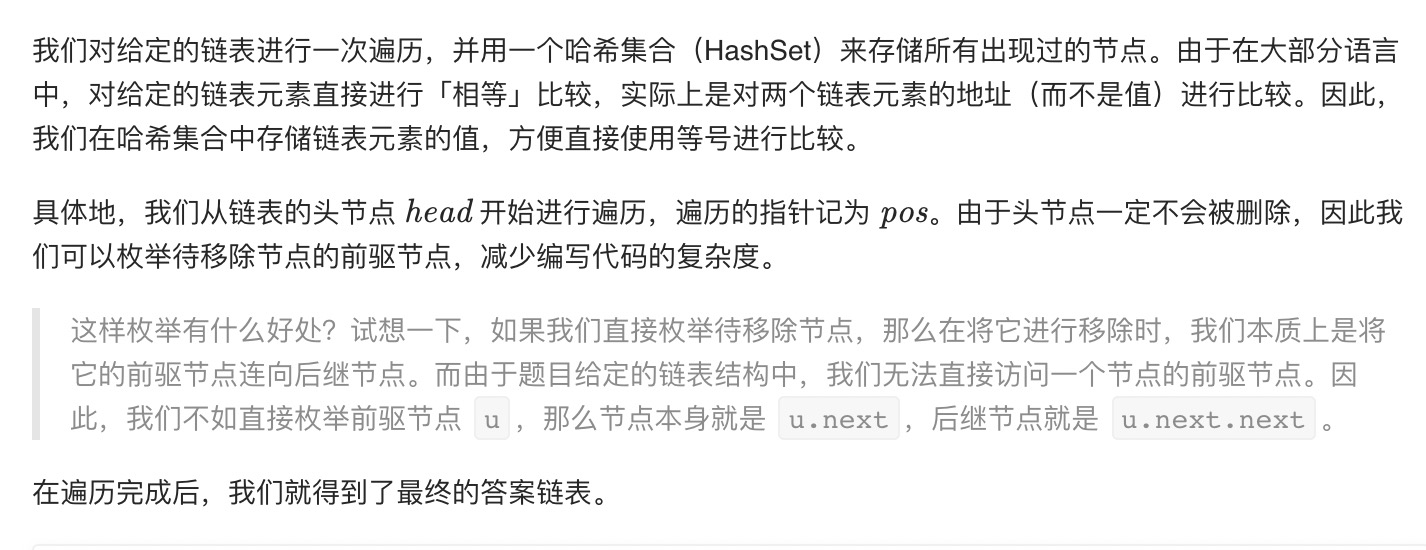 我们对给定的链表进行一次遍历，并用一个哈希集合（HashSet）来存储所有出现过的节点。由于在大部分语言
中，对给定的链表元素直接进行「相等」比较，实际上是对两个链表元素的地址（而不是值）进行比较。因此，
我们在哈希集合中存储链表元素的值，方便直接使用等号进行比较。
具体地，我们从链表的头节点 head 开始进行遍历，遍历的指针记为 pos。由于头节点一定不会被删除，因此我
们可以枚举待移除节点的前驱节点，减少编写代码的复杂度。
这样枚举有什么好处？试想一下，如果我们直接枚举待移除节点，那么在将它进行移除时，我们本质上是将
它的前驱节点连向后继节点。而由于题目给定的链表结构中，我们无法直接访问一个节点的前驱节点。因
此，我们不如直接枚举前驱节点 u ，那么节点本身就是 u.next ，后继节点就是 u.next.next 。
在遍历完成后，我们就得到了最终的答案链表。